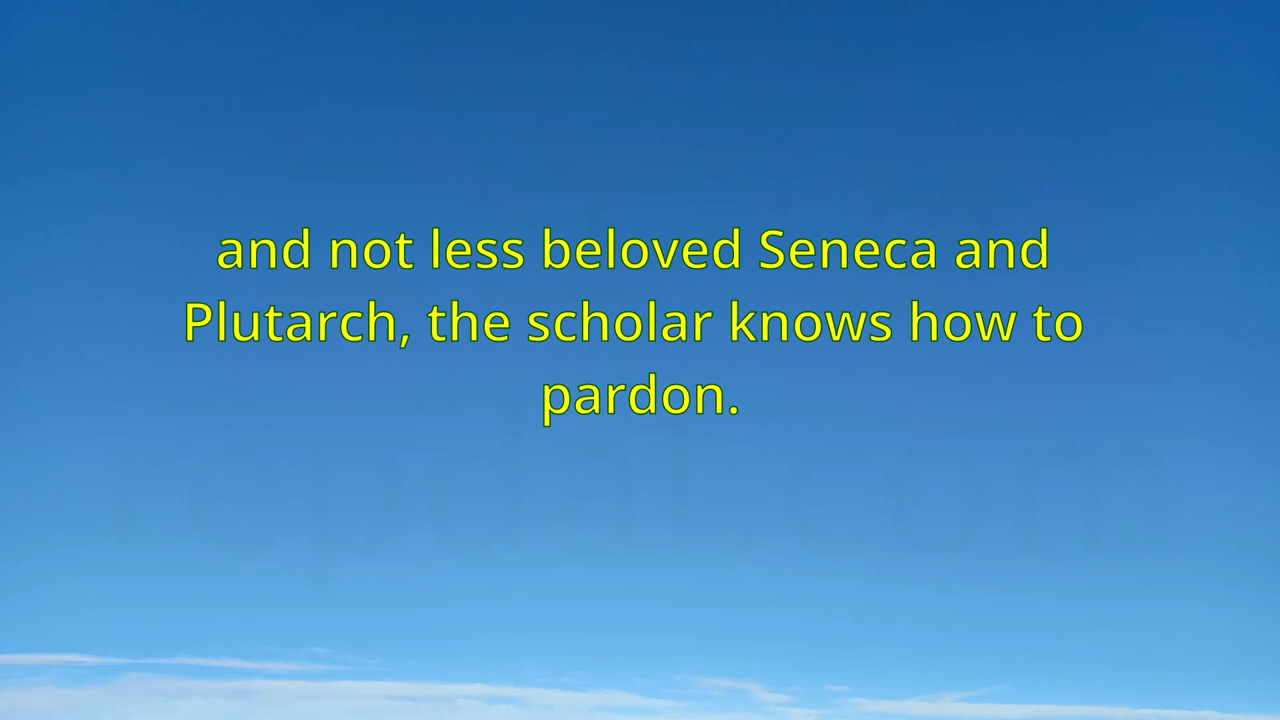 and not less beloved Seneca and
Plutarch, the scholar knows how to
pardon.